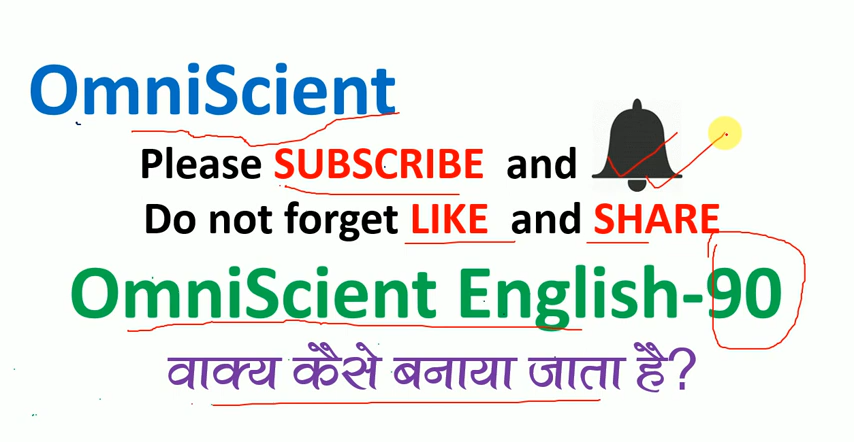 OmniScient
Please SUBSCRIBE and
Do not forget LIKE and SHARE
OmniScient English-90
वाक्य कैसे बनाया जाता है?